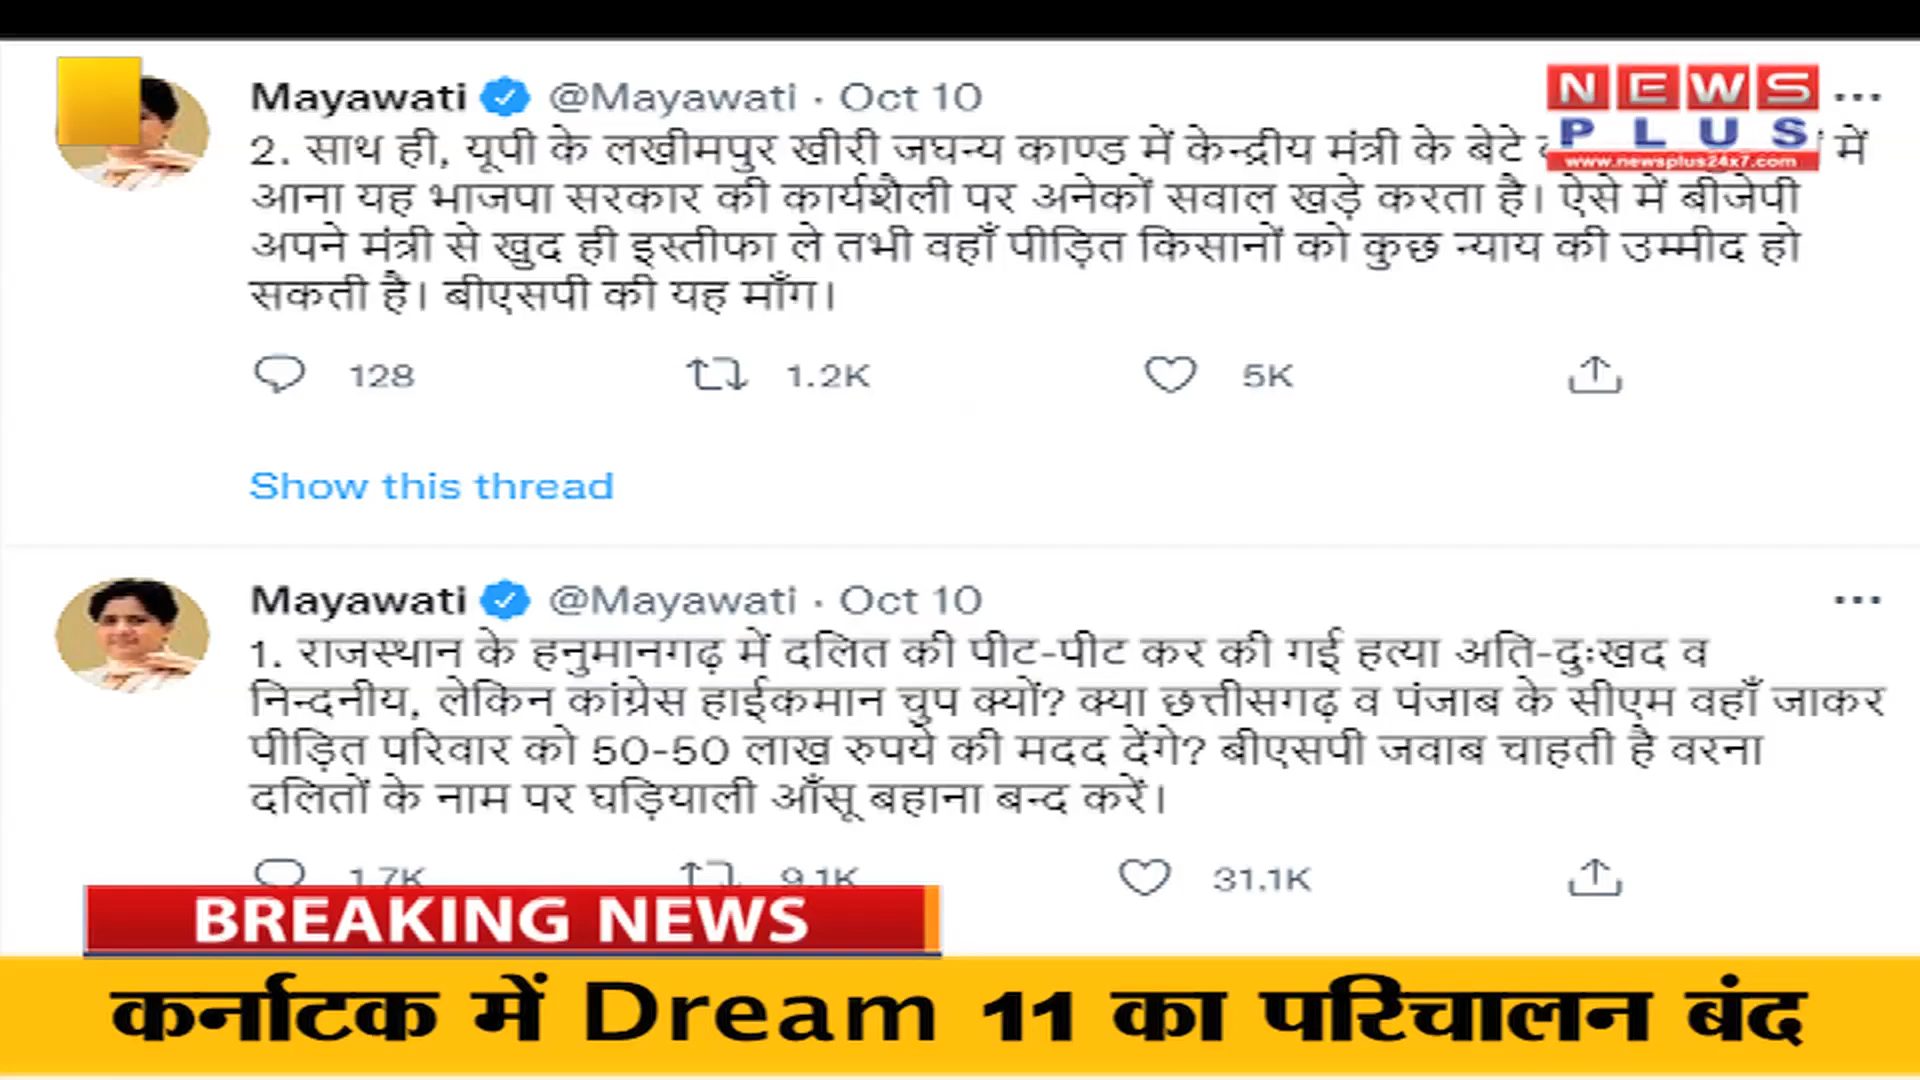 Mayawati @Mayawati · Oct 10
NEWS
PLUS
www.newsplus24x7.com
2. साथ ही, यूपी के लखीमपुर खीरी जघन्य काण्ड में केन्द्रीय मंत्री के बेटे में
आना यह भाजपा सरकार की कार्यशैली पर अनेकों सवाल खड़े करता है। ऐसे में बीजेपी
अपने मंत्री से खुद ही इस्तीफा ले तभी वहाँ पीड़ित किसानों को कुछ न्याय की उम्मीद हो
सकती है। बीएसपी की यह माँग।
128 1.2K 5K
Show this thread
Mayawati @Mayawati · Oct 10
1. राजस्थान के हनुमानगढ़ में दलित की पीट-पीट कर की गई हत्या अति-दुःखद व
निन्दनीय, लेकिन कांग्रेस हाईकमान चुप क्यों? क्या छत्तीसगढ़ व पंजाब के सीएम वहाँ जाकर
पीड़ित परिवार को 50-50 लाख रुपये की मदद देंगे? बीएसपी जवाब चाहती है वरना
दलितों के नाम पर घड़ियाली आँसू बहाना बन्द करें।
1.7K 9.1K 31.1K
BREAKING NEWS
कर्नाटक में Dream 11 का परिचालन बंद